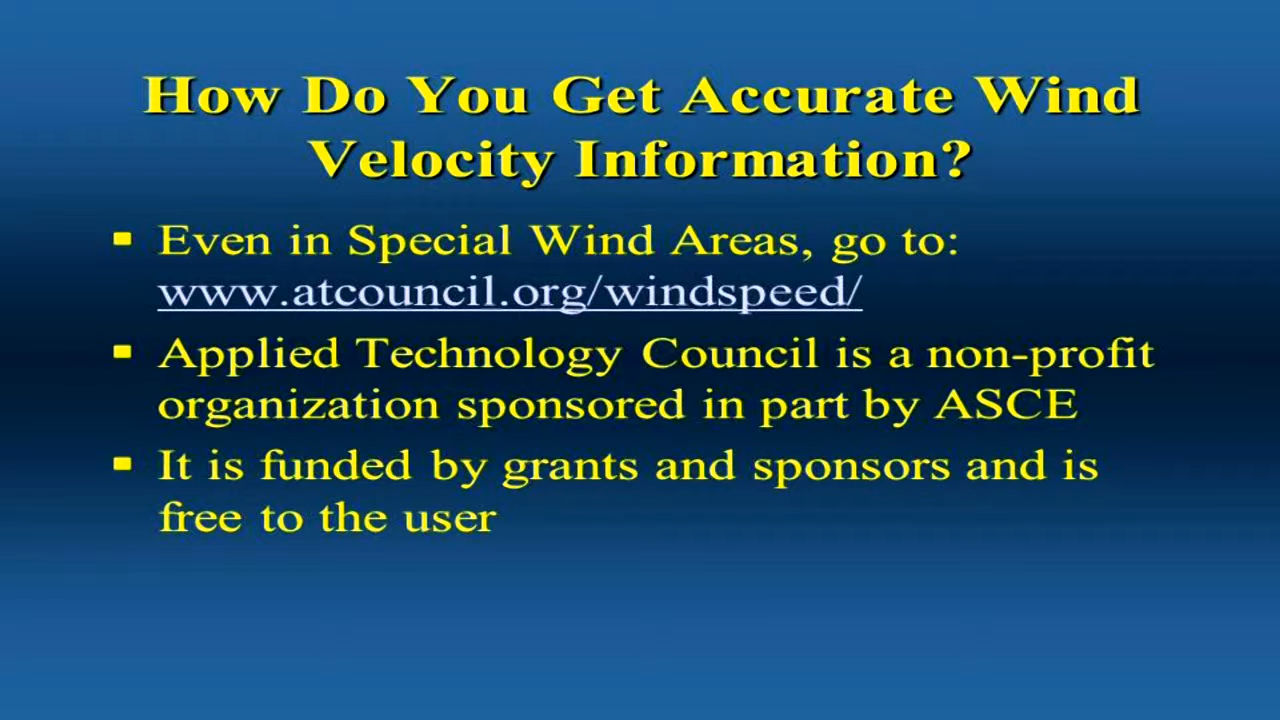 How Do You Get Accurate Wind
Velocity Information?
Even in Special Wind Areas, go to:
www.atcouncil.org/windspeed/
Applied Technology Council is a non-profit
organization sponsored in part by ASCE
It is funded by grants and sponsors and is
free to the user